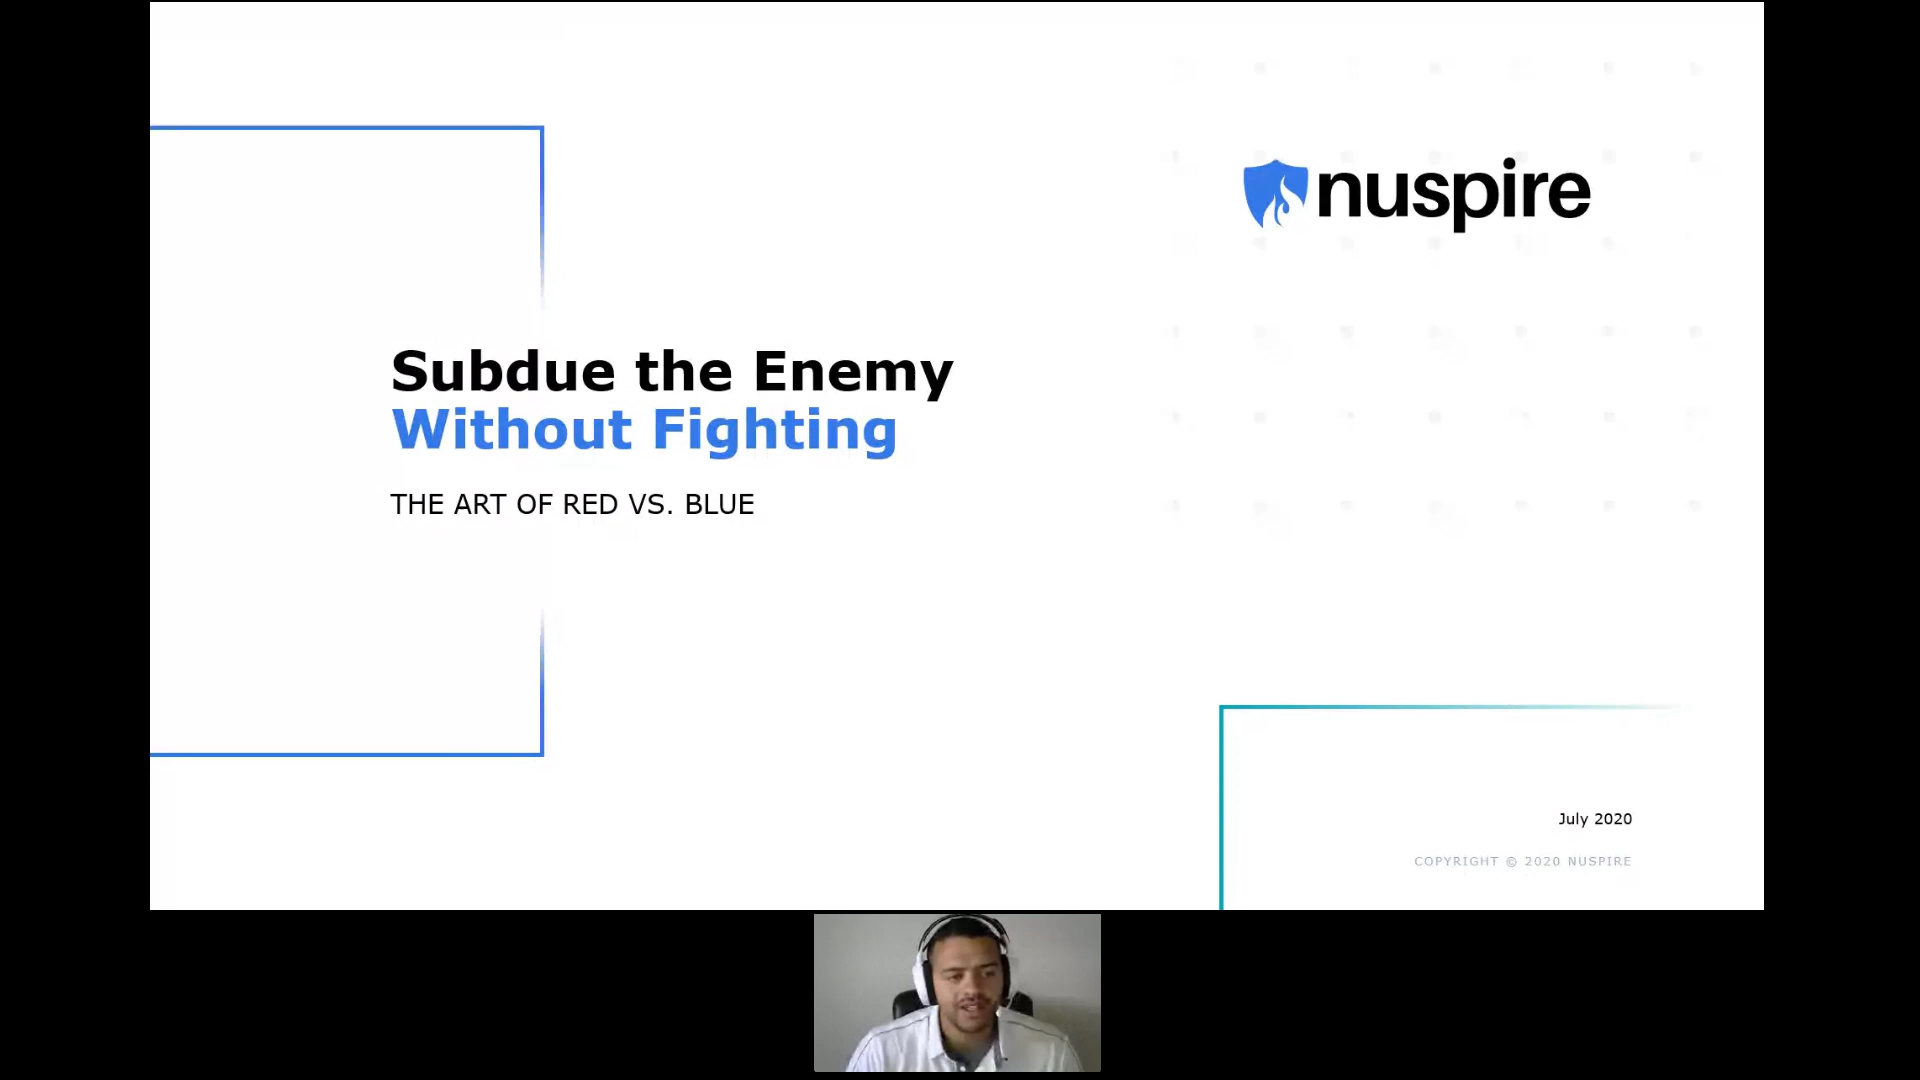 nuspire
Subdue the Enemy
Without Fighting
THE ART OF RED VS. BLUE
July 2020
COPYRIGHT © 2020 NUSPIRE